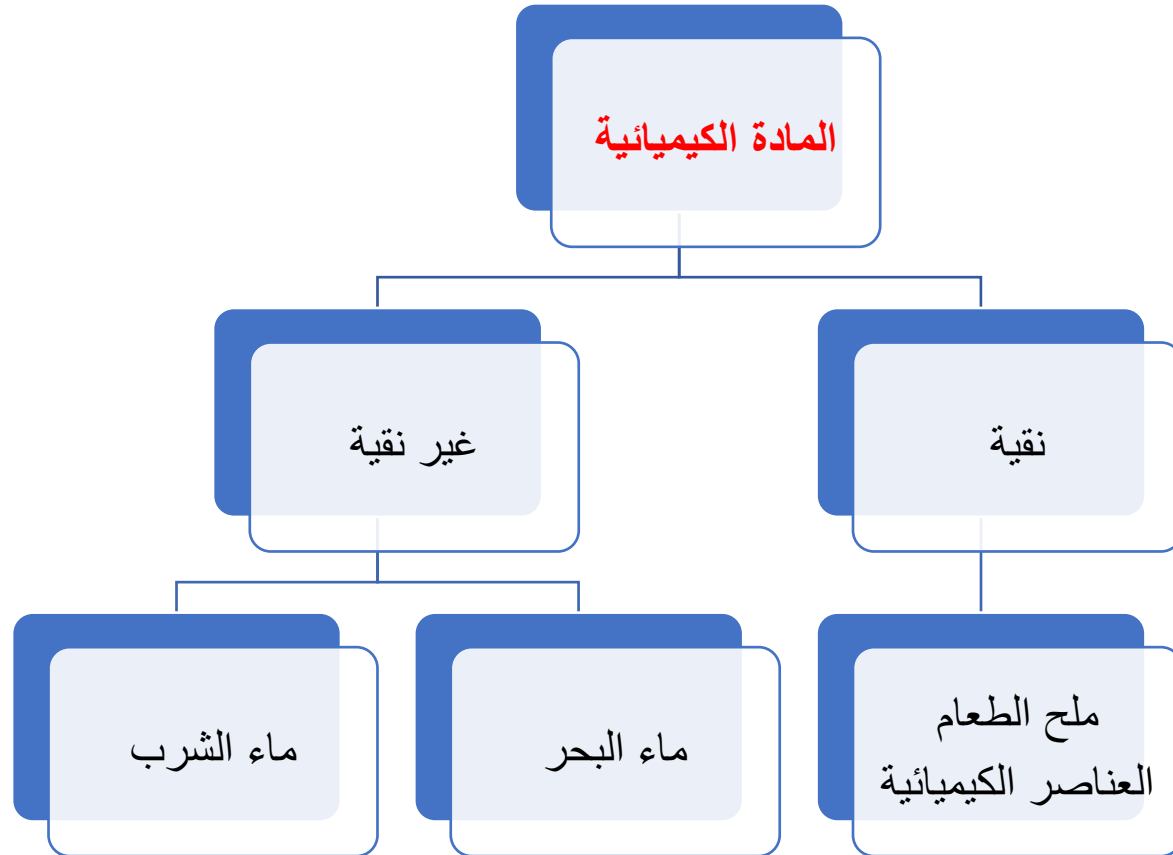 المادة الكيميائية
نقية
غير نقية
ملح الطعام
العناصر الكيميائية
ماء البحر
ماء الشرب